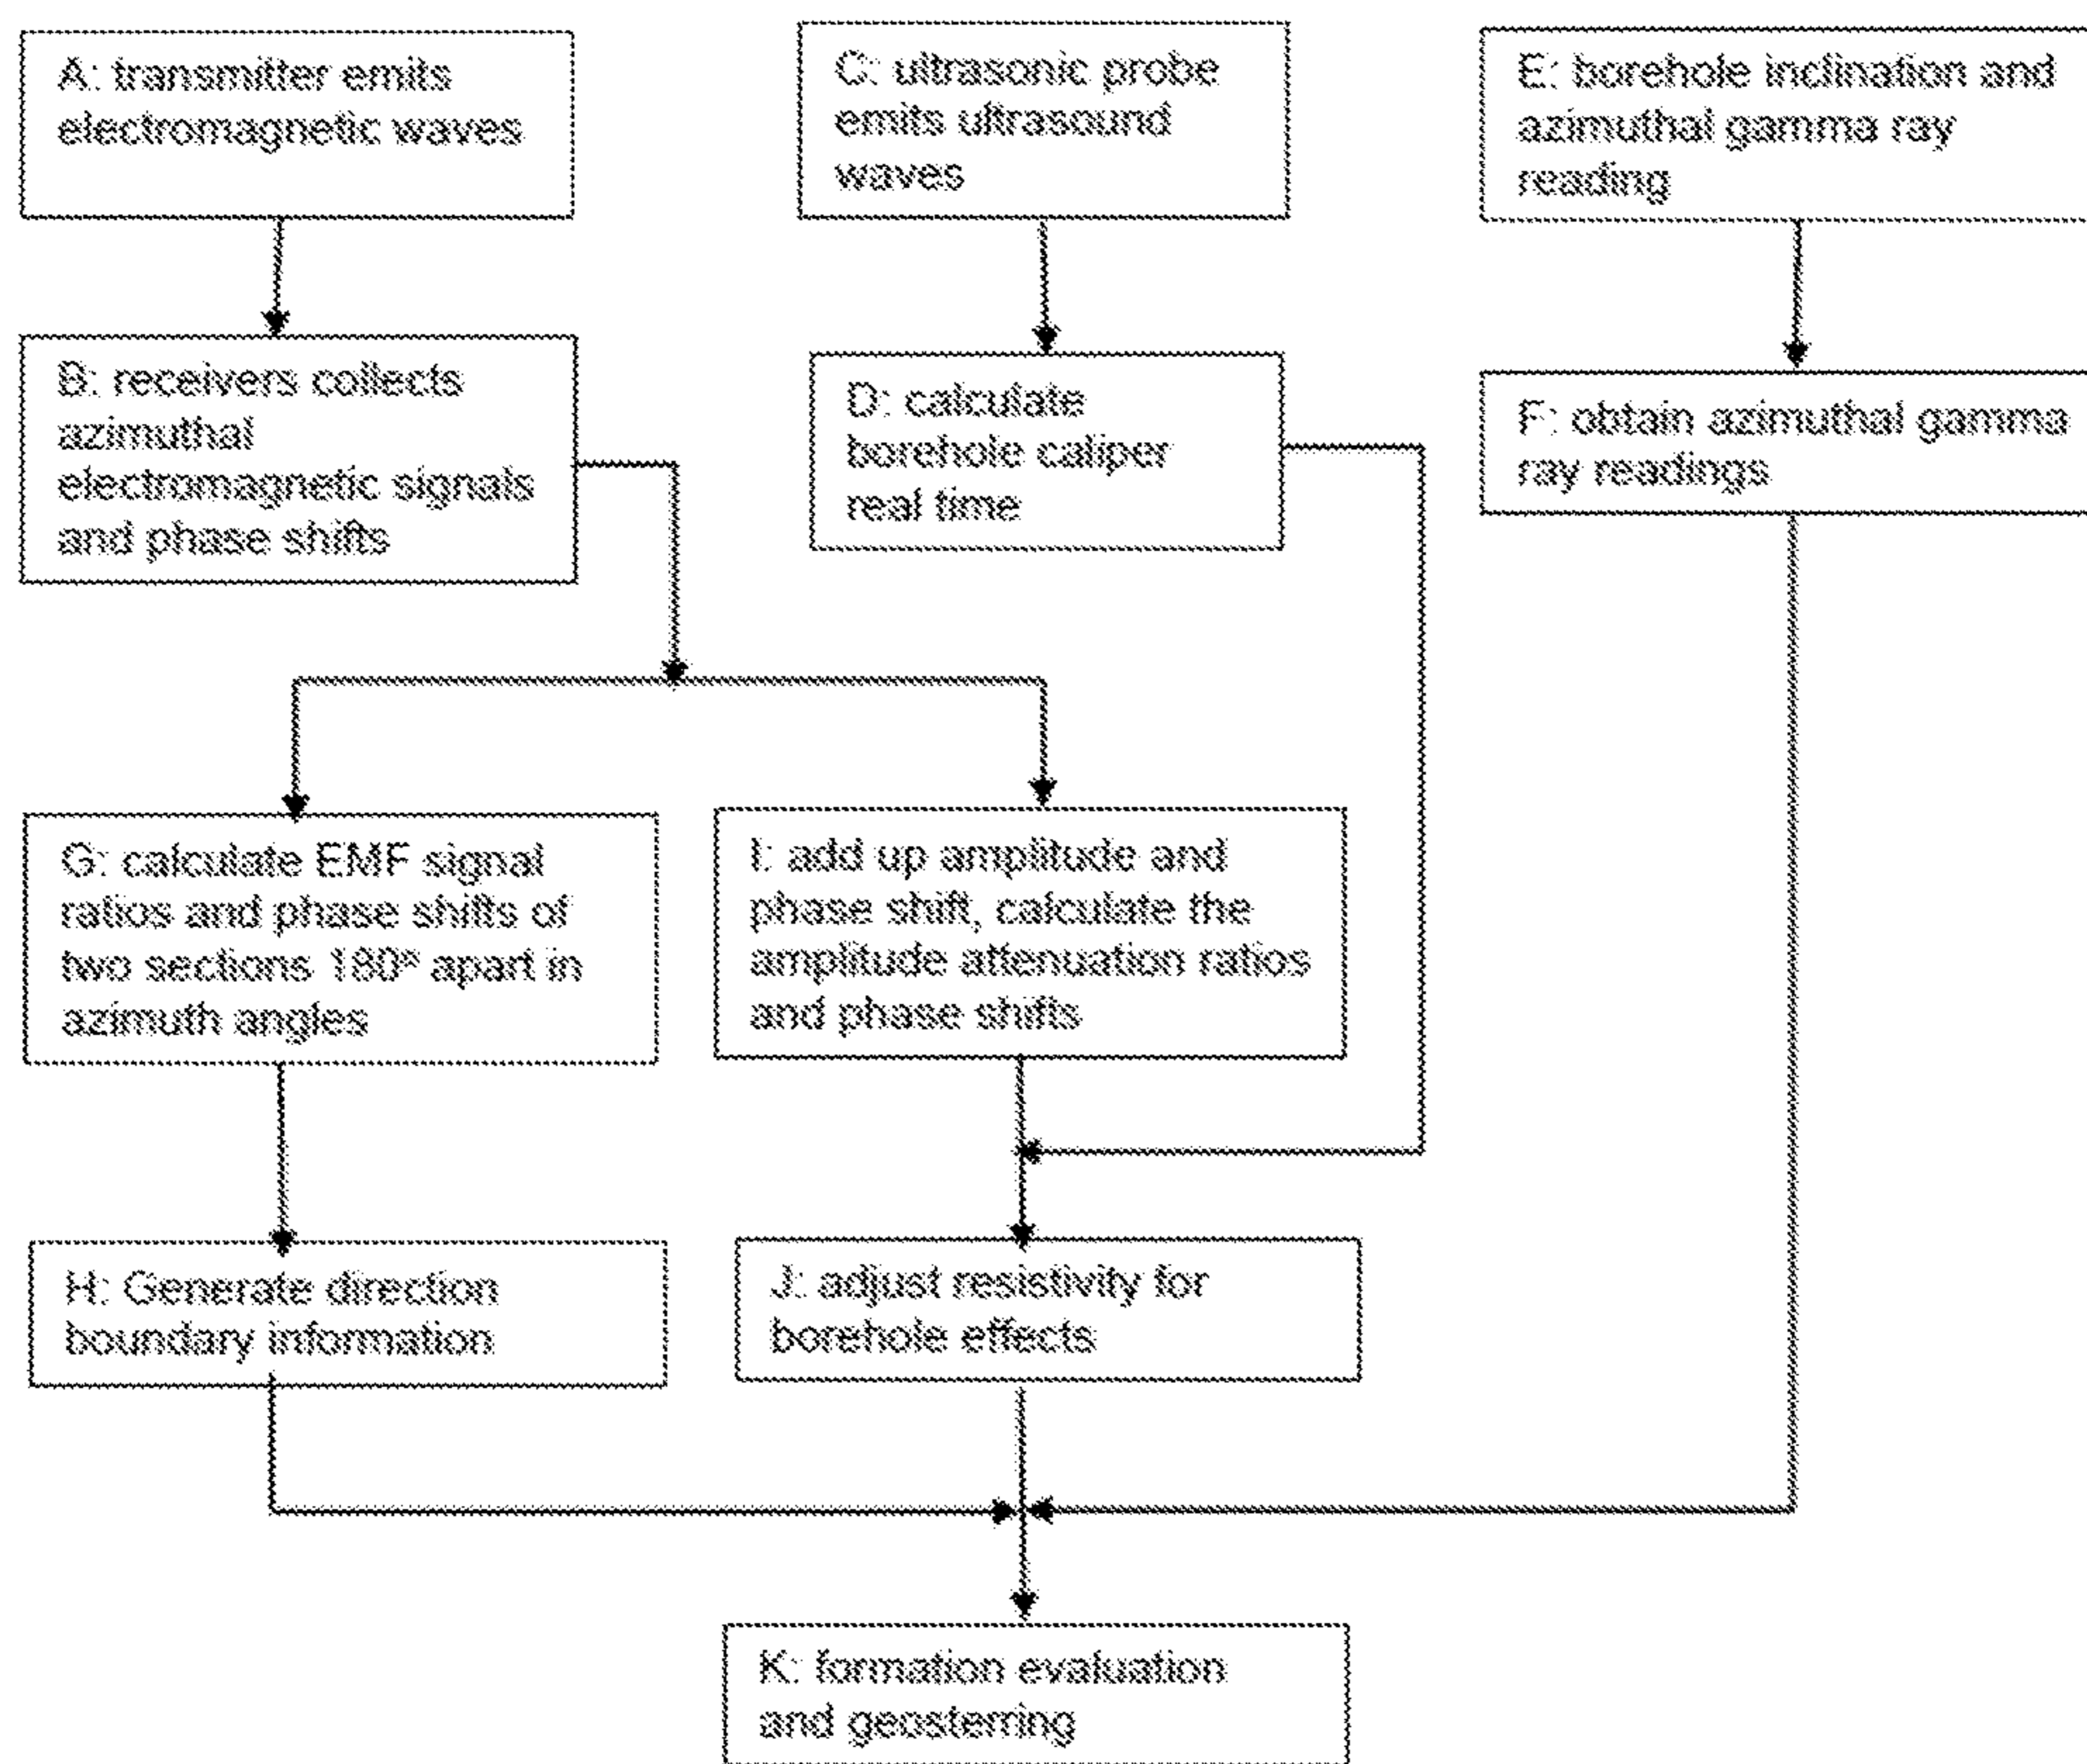 A: transmitter emits
electromagnetic waves
C: ultrasonic probe
emits ultrasound
waves
E: borehole inclination and
azimuthal gamma ray
reading
B: receivers collects
azimuthal
electromagnetic signals
and phase shifts
D: calculate
borehole caliper
real time
F: obtain azimuthal gamma
ray readings
G: calculate EMF signal
ratios and phase shifts of
two sections 180° apart in
azimuth angles
I: add up amplitude and
phase shift, calculate the
amplitude attenuation ratios
and phase shifts
H: Generate direction
boundary information
J: adjust resistivity for
borehole effects
K: formation evaluation
and geosterring